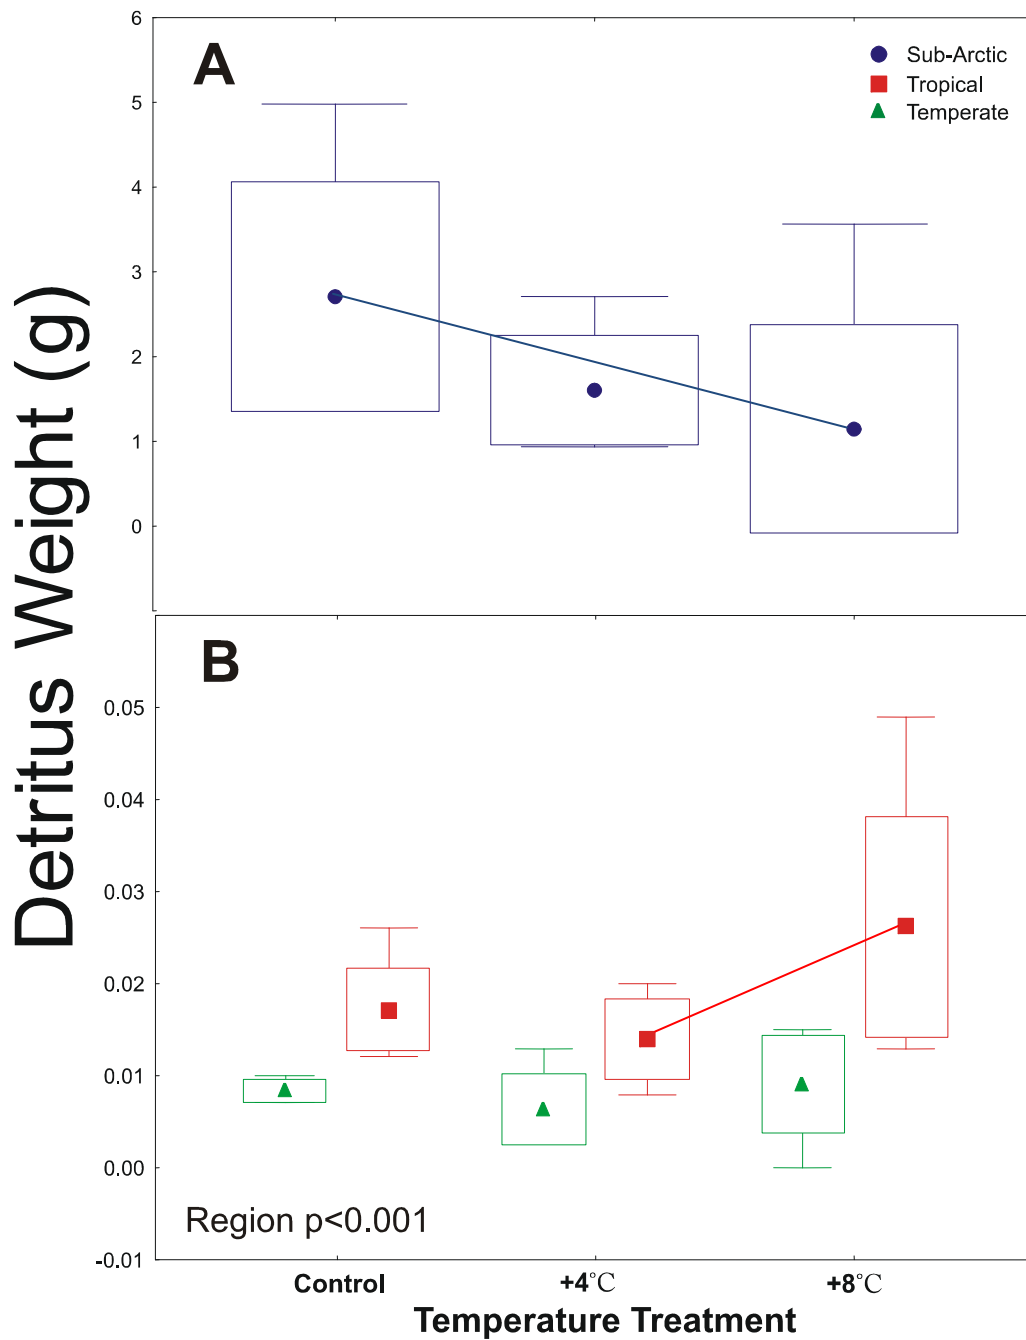 6
A
Sub-Arctic
Tropical
Temperate
5
4
3
2
1
0
Detritus Weight (g)
B
0.05
0.04
0.03
0.02
0.01
0.00
Region p<0.001
-0.01
Control +4°C +8°C
Temperature Treatment